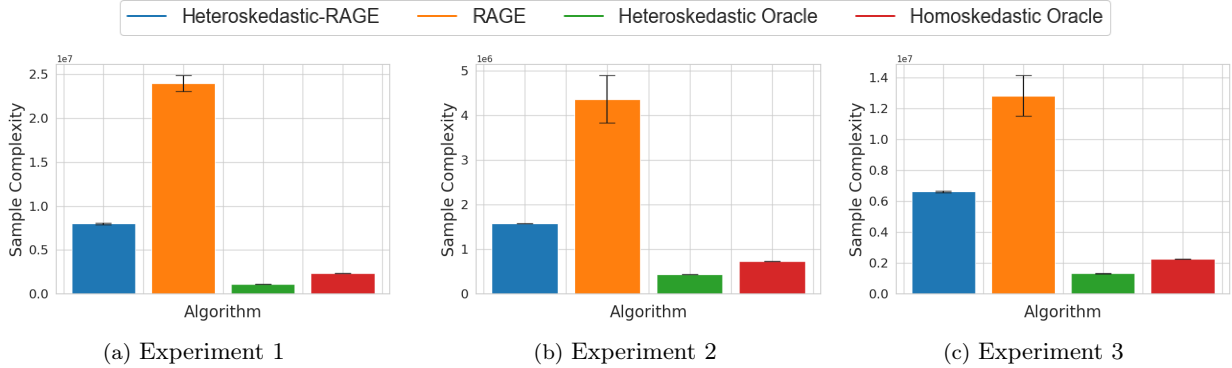 Heteroskedastic-RAGE RAGE Heteroskedastic Oracle Homoskedastic Oracle
1e7
2.5
2.0
1.5
1.0
0.5
0.0
Sample Complexity
Algorithm
(a) Experiment 1
1e6
5
4
3
2
1
0
Sample Complexity
Algorithm
(b) Experiment 2
1e7
1.4
1.2
1.0
0.8
0.6
0.4
0.2
0.0
Sample Complexity
Algorithm
(c) Experiment 3